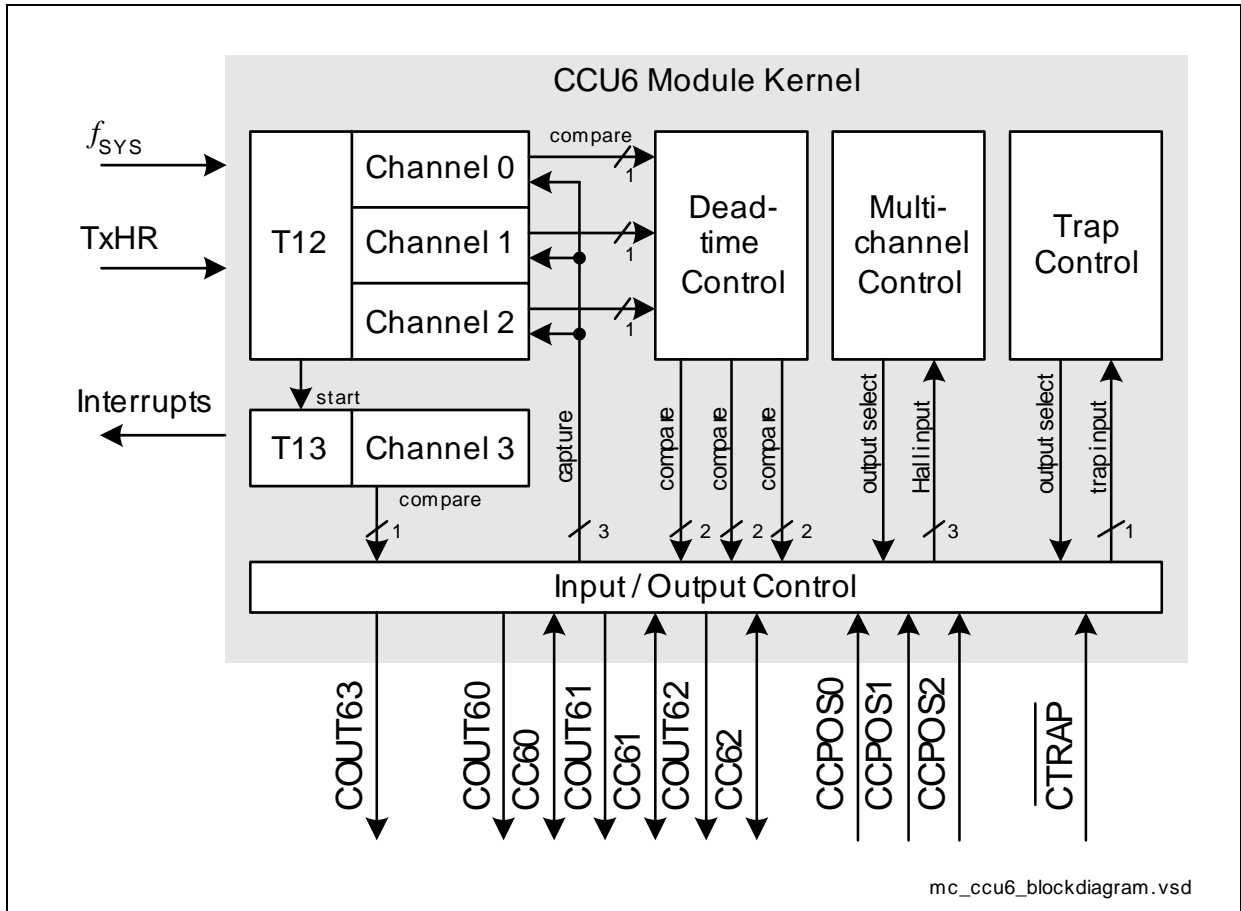 CCU6 Module Kernel
f SYS
TxHR
Interrupts
T12
Channel 0
Channel 1
Channel 2
compare
1
1
1
Dead-
time
Control
Multi-
channel
Control
Trap
Control
start
T13
Channel 3
compare
1
capture
3
compare
2
compare
2
compare
2
output select
Hall input
3
output select
trap input
1
Input / Output Control
COUT63
COUT60
CC60
COUT61
CC61
COUT62
CC62
CCPOS0
CCPOS1
CCPOS2
CTRAP
mc_ccu6_blockdiagram.vsd